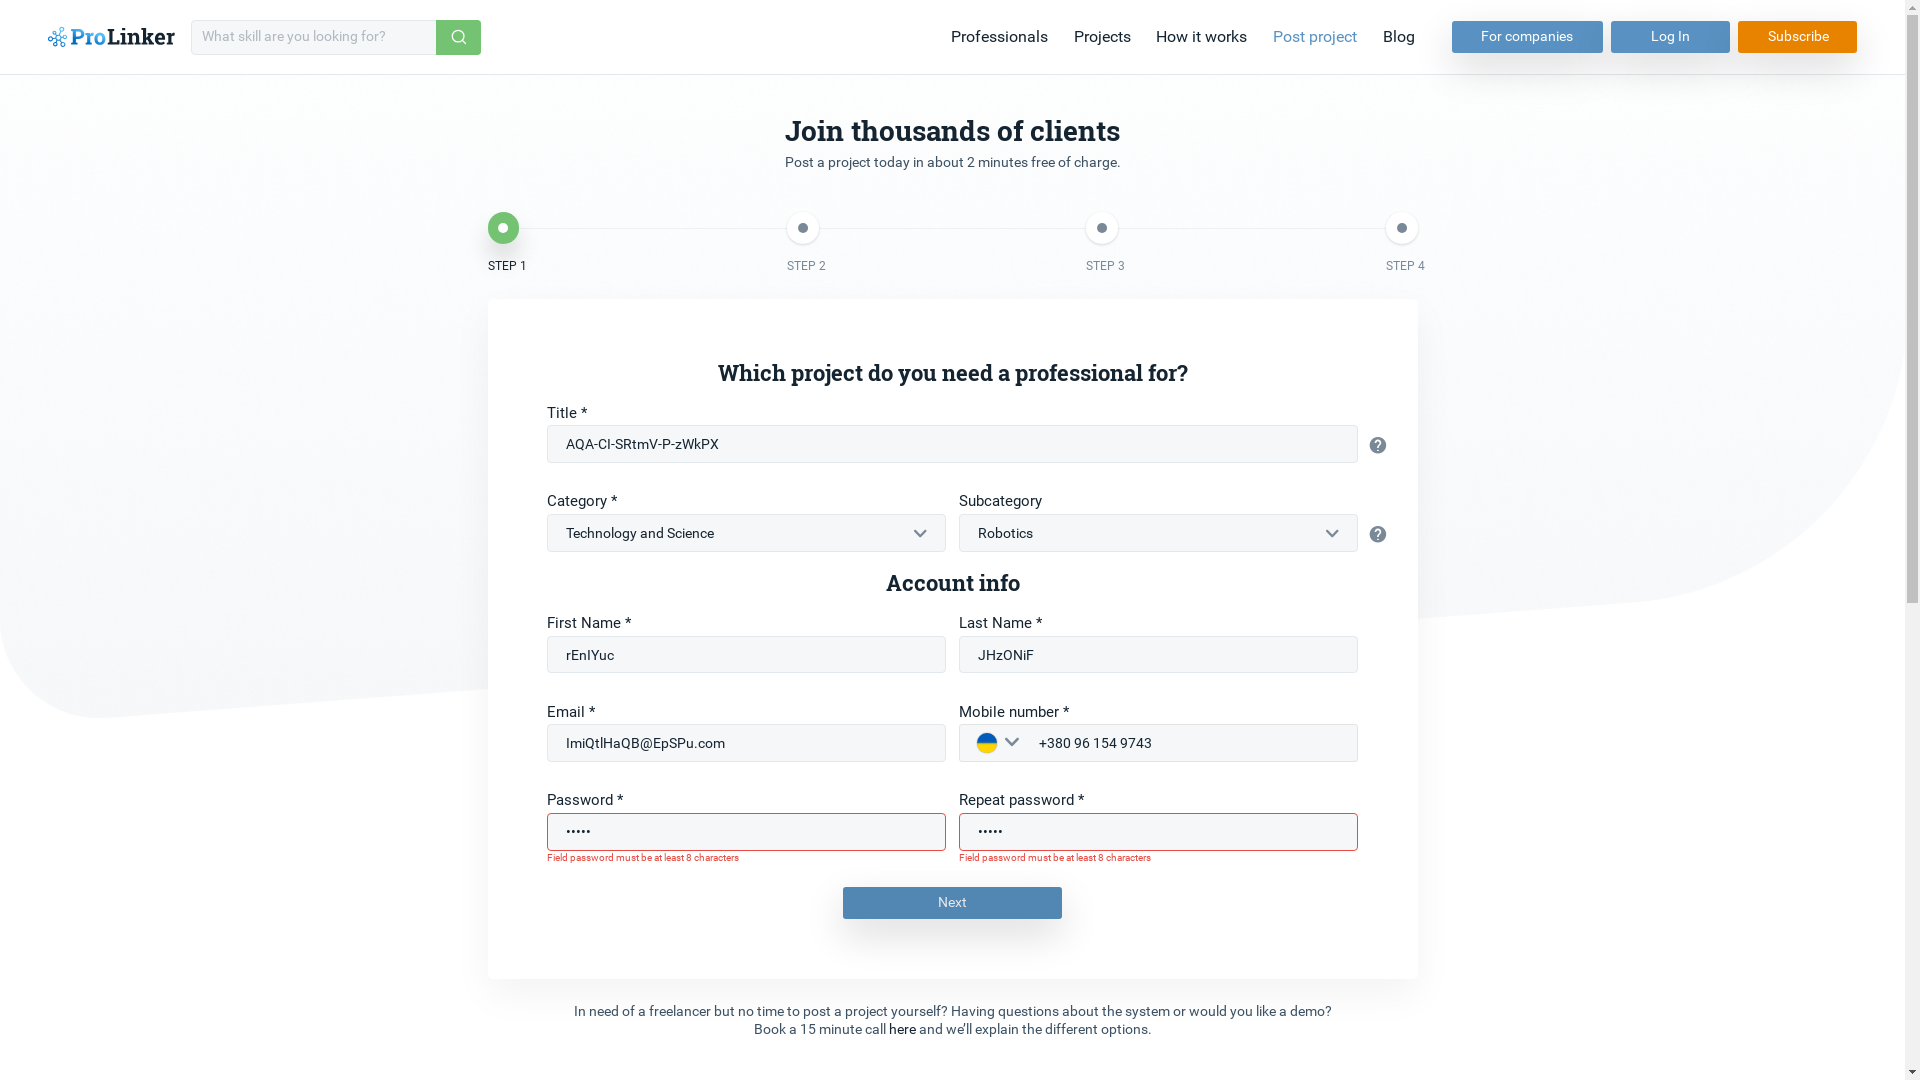 ProLinker
What skill are you looking for?
Professionals Projects How it works Post project Blog For companies Log In Subscribe
Join thousands of clients
Post a project today in about 2 minutes free of charge.
STEP 1 STEP 2 STEP 3 STEP 4
Which project do you need a professional for?
Title *
AQA-CI-SRtmV-P-zWkPX
Category * Subcategory
Technology and Science Robotics
Account info
First Name * Last Name *
rEnIYuc JHzONiF
Email * Mobile number *
ImiQtlHaQB@EpSPu.com +380 96 154 9743
Password * Repeat password *
••••• •••••
Field password must be at least 8 characters Field password must be at least 8 characters
Next
In need of a freelancer but no time to post a project yourself? Having questions about the system or would you like a demo?
Book a 15 minute call here and we’ll explain the different options.